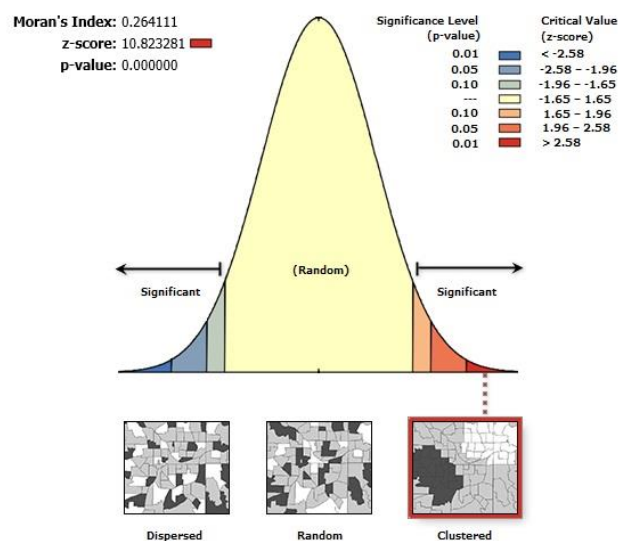 Moran's Index: 0.264111
z-score: 10.823281
p-value: 0.000000
Significance Level
(p-value)
Critical Value
(z-score)
0.01 < -2.58
0.05 -2.58 – -1.96
0.10 -1.96 – -1.65
--- -1.65 – 1.65
0.10 1.65 – 1.96
0.05 1.96 – 2.58
0.01 > 2.58
(Random)
Significant
Significant
Dispersed
Random
Clustered